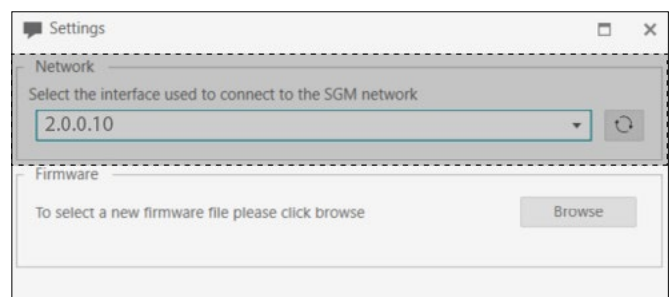 Settings
Network
Select the interface used to connect to the SGM network
2.0.0.10
Firmware
To select a new firmware file please click browse
Browse